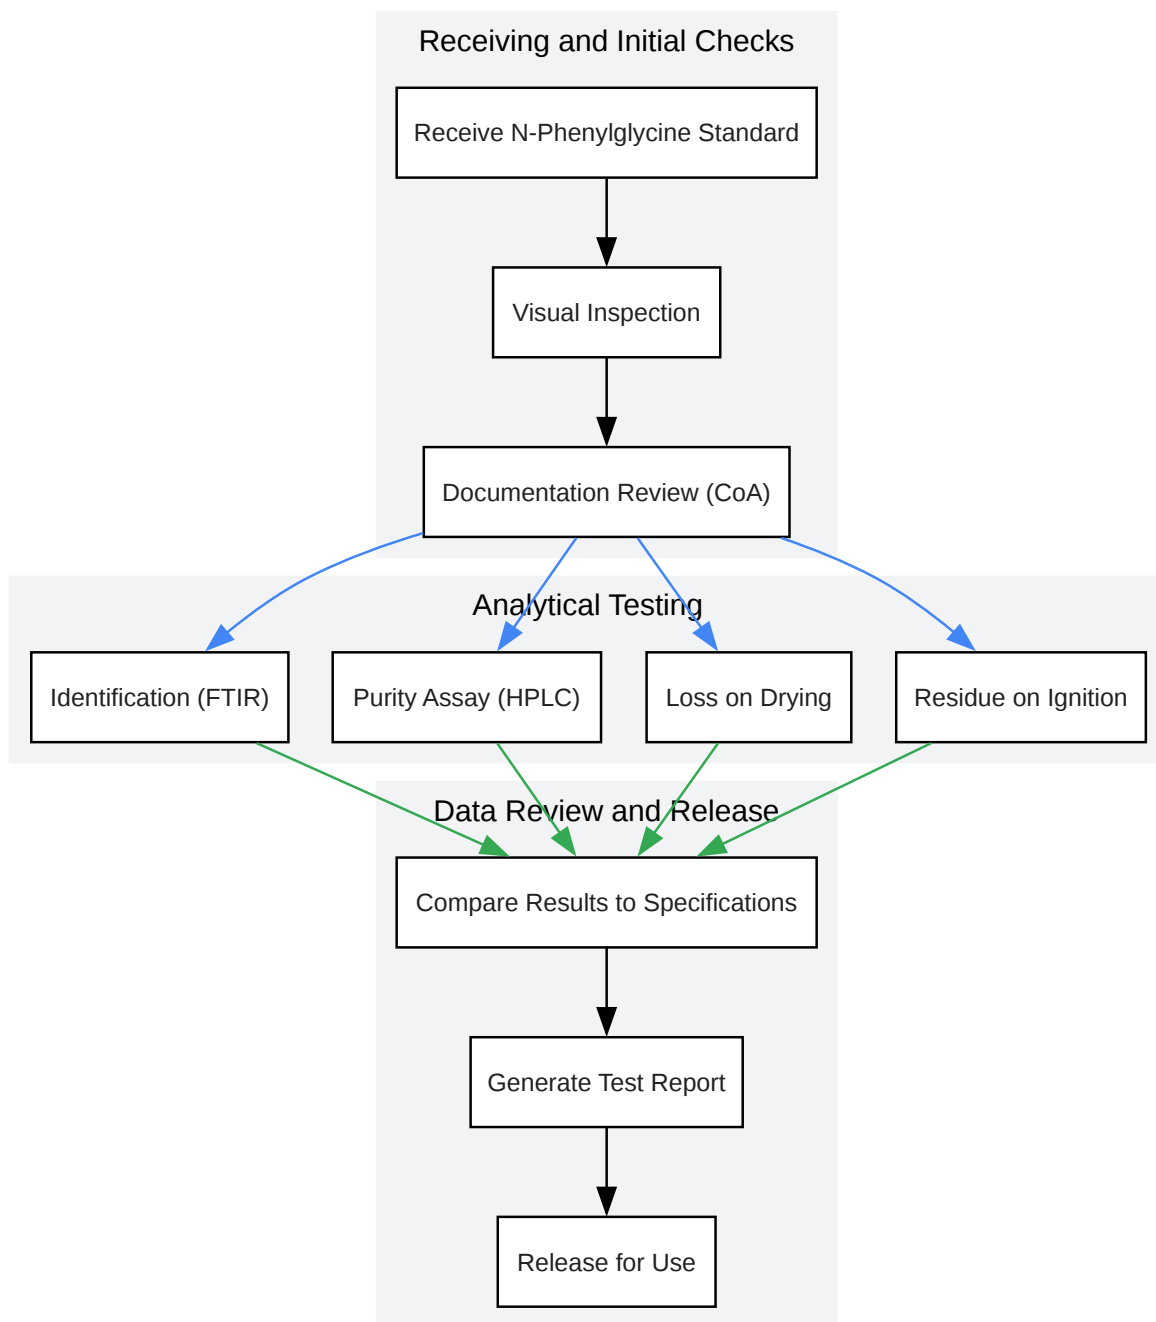 Receiving and Initial Checks
Receive N-Phenylglycine Standard
Visual Inspection
Documentation Review (CoA)
Analytical Testing
Identification (FTIR)
Purity Assay (HPLC)
Loss on Drying
Residue on Ignition
Data Review and Release
Compare Results to Specifications
Generate Test Report
Release for Use